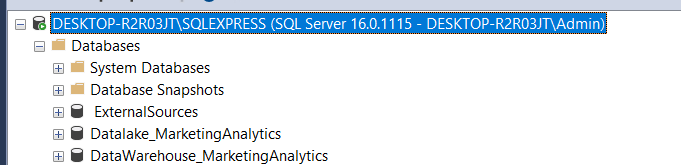 DESKTOP-R2R03JT\SQLEXPRESS (SQL Server 16.0.1115 - DESKTOP-R2R03JT\Admin)
Databases
System Databases
Database Snapshots
ExternalSources
Datalake_MarketingAnalytics
DataWarehouse_MarketingAnalytics